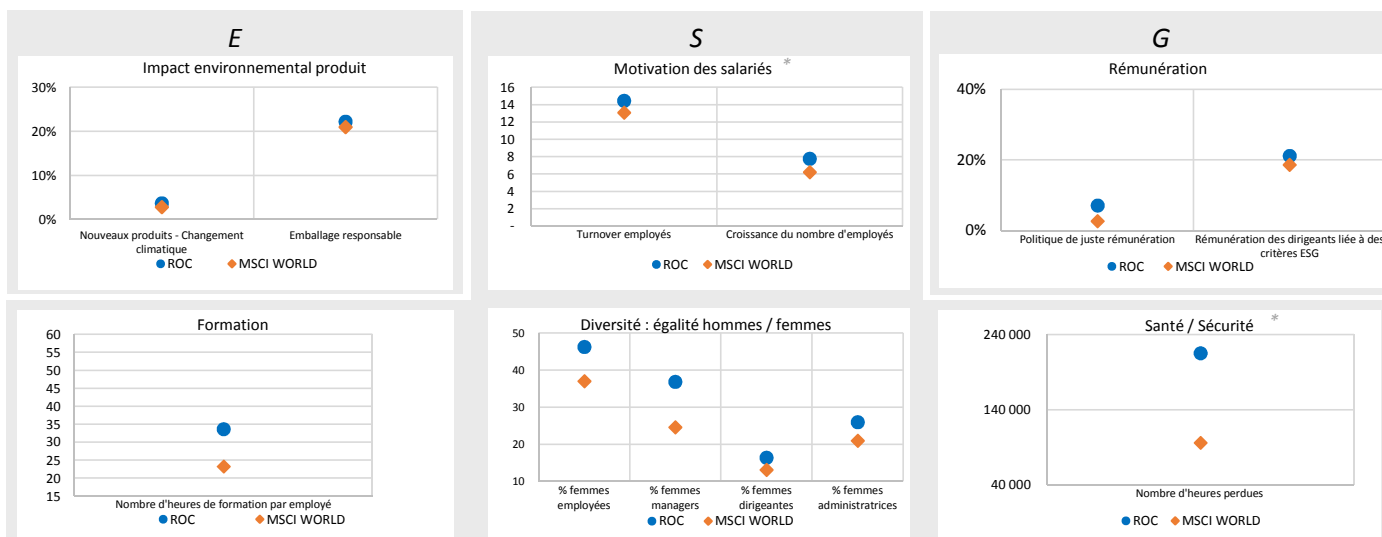 E
Impact environnemental produit
30%
20%
10%
0%
Nouveaux produits - Changement
climatique
Emballage responsable
ROC
MSCI WORLD
S
Motivation des salariés *
16
14
12
10
8
6
4
2
-
Turnover employés
Croissance du nombre d'employés
ROC
MSCI WORLD
G
Rémunération
40%
20%
0%
Politique de juste rémunération
Rémunération des dirigeants liée à des
critères ESG
ROC
MSCI WORLD
Formation
60
55
50
45
40
35
30
25
20
15
Nombre d'heures de formation par employé
ROC
MSCI WORLD
Diversité : égalité hommes / femmes
50
40
30
20
10
% femmes
employées
% femmes
managers
% femmes
dirigeantes
% femmes
administratrices
ROC
MSCI WORLD
Santé / Sécurité *
240 000
140 000
40 000
Nombre d'heures perdues
ROC
MSCI WORLD